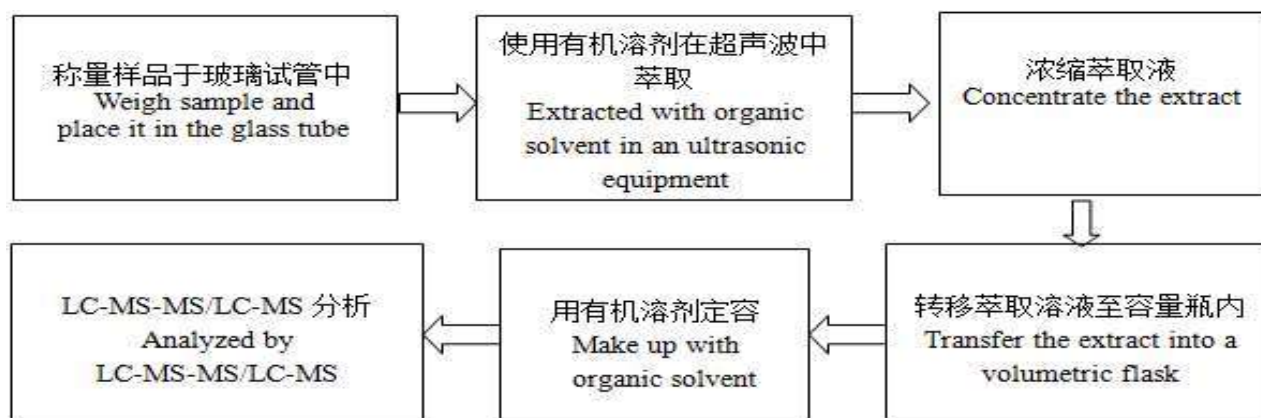 称量样品于玻璃试管中
Weigh sample and
place it in the glass tube
使用有机溶剂在超声波中
萃取
Extracted with organic
solvent in an ultrasonic
equipment
浓缩萃取液
Concentrate the extract
转移萃取溶液至容量瓶内
Transfer the extract into a
volumetric flask
用有机溶剂定容
Make up with
organic solvent
LC-MS-MS/LC-MS 分析
Analyzed by
LC-MS-MS/LC-MS